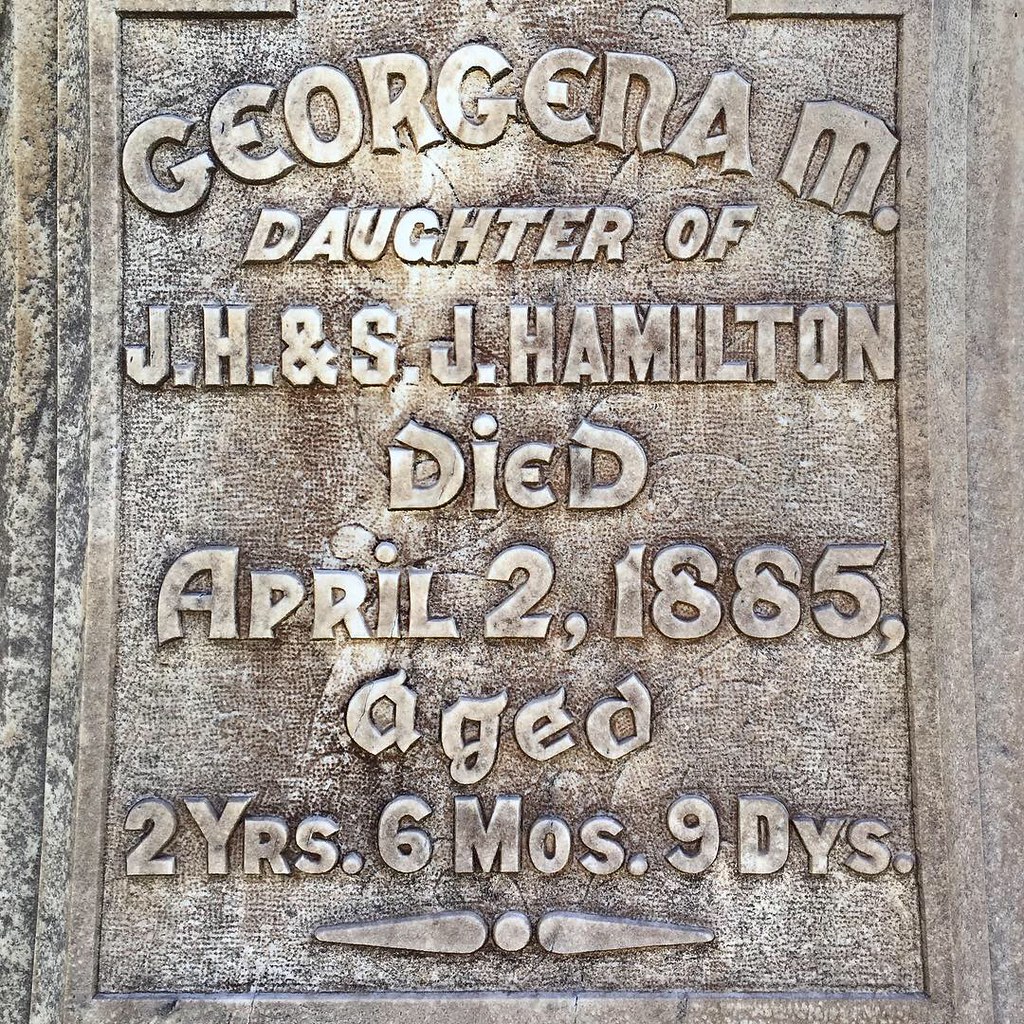 GEORGENA M.
DAUGHTER OF
J.H. & S.J. HAMILTON
DIED
APRIL 2, 1885,
aged
2 YRS. 6 MOS. 9 DYS.